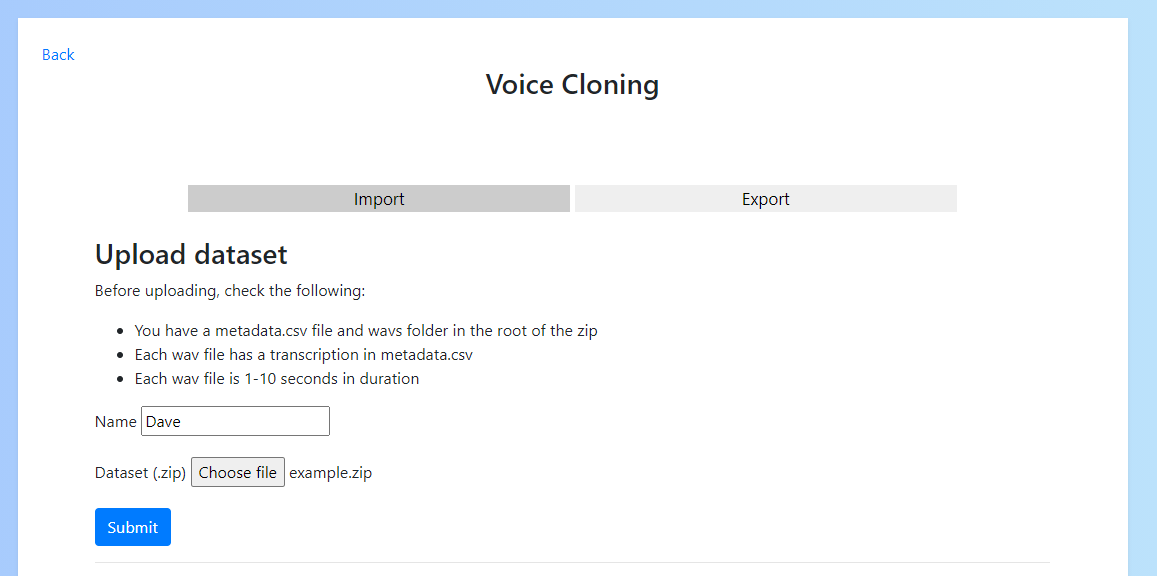 Back
Voice Cloning
Import Export
Upload dataset
Before uploading, check the following:
• You have a metadata.csv file and wavs folder in the root of the zip
• Each wav file has a transcription in metadata.csv
• Each wav file is 1-10 seconds in duration
Name Dave
Dataset (.zip) Choose file example.zip
Submit